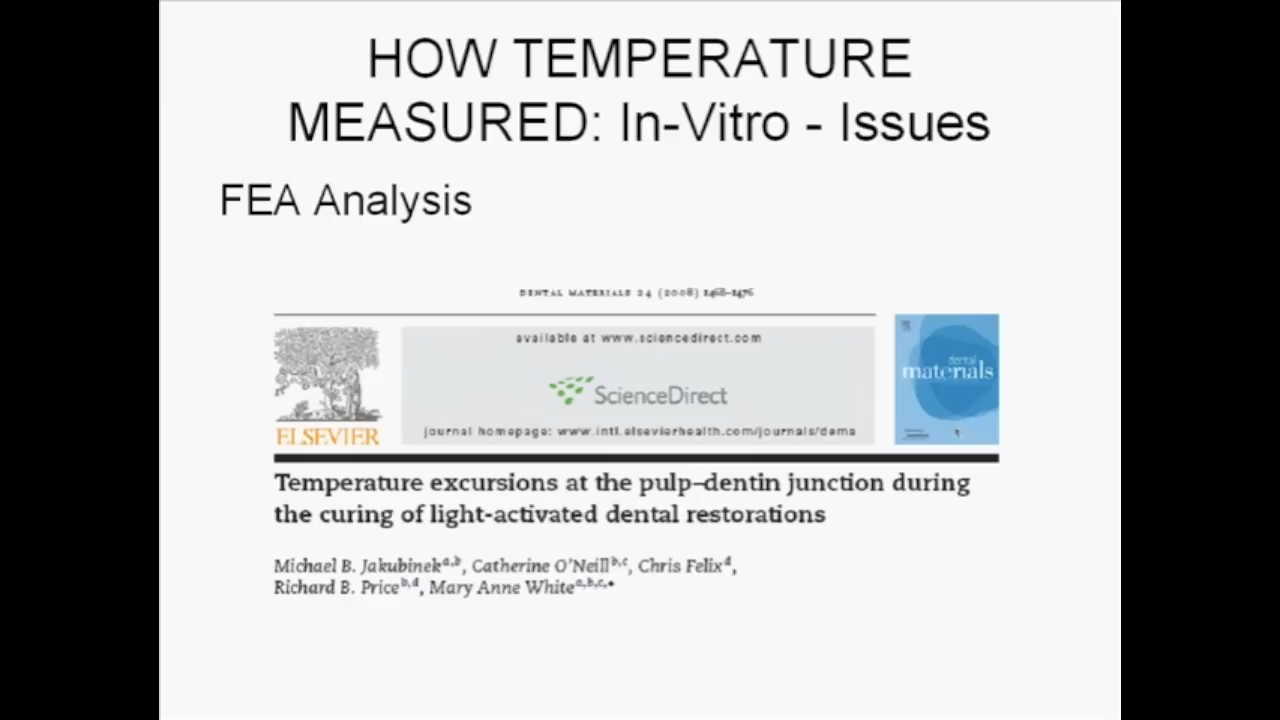 HOW TEMPERATURE
MEASURED: In-Vitro - Issues
FEA Analysis
DENTAL MATERIALS 24 (2008) 1468–1476
available at www.sciencedirect.com
ScienceDirect
journal homepage: www.intl.elsevierhealth.com/journals/dema
ELSEVIER
dental
materials
Temperature excursions at the pulp–dentin junction during
the curing of light-activated dental restorations
Michael B. Jakubinek a,b, Catherine O'Neill b,c, Chris Felix d,
Richard B. Price b,d, Mary Anne White a,b,c,*